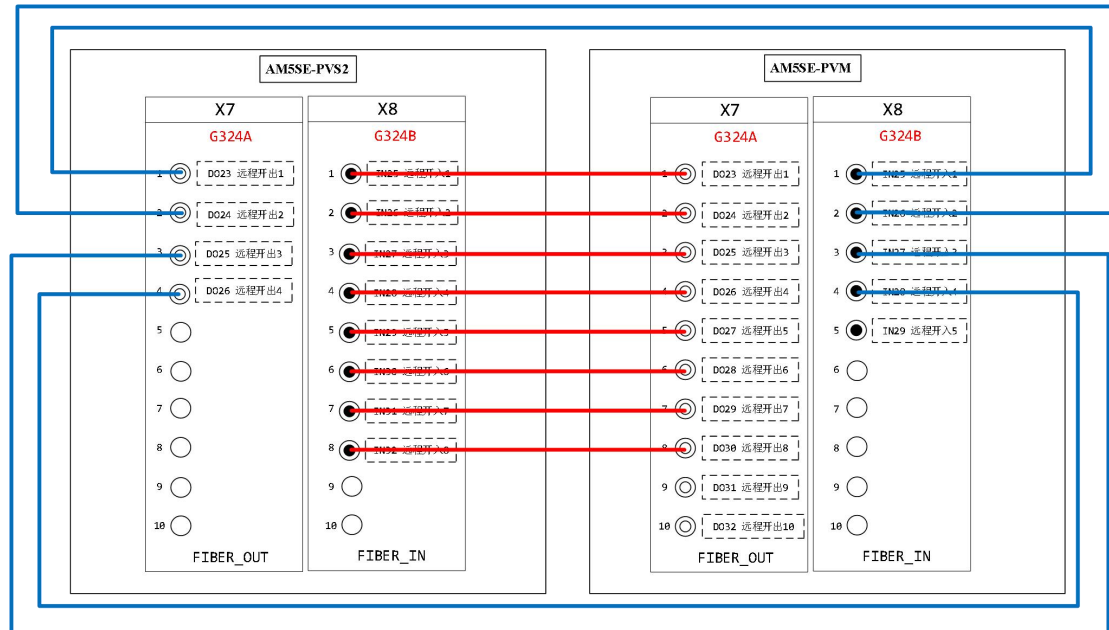 AM5SE-PVS2
X7
G324A
1 DO23 远程开出1
2 DO24 远程开出2
3 DO25 远程开出3
4 DO26 远程开出4
5
6
7
8
9
10
FIBER_OUT
X8
G324B
1 IN25 远程开入1
2 IN26 远程开入2
3 IN27 远程开入3
4 IN28 远程开入4
5 IN29 远程开入5
6 IN30 远程开入6
7 IN31 远程开入7
8 IN32 远程开入8
9
10
FIBER_IN
AM5SE-PVM
X7
G324A
1 DO23 远程开出1
2 DO24 远程开出2
DO25 远程开出3
4 DO26 远程开出4
5 DO27 远程开出5
6 DO28 远程开出6
7 DO29 远程开出7
8 DO30 远程开出8
9 DO31 远程开出9
10 DO32 远程开出10
FIBER_OUT
X8
G324B
1 IN25 远程开入1
2 IN26 远程开入2
3 IN27 远程开入3
4 IN28 远程开入4
5 IN29 远程开入5
6
7
8
9
10
FIBER_IN